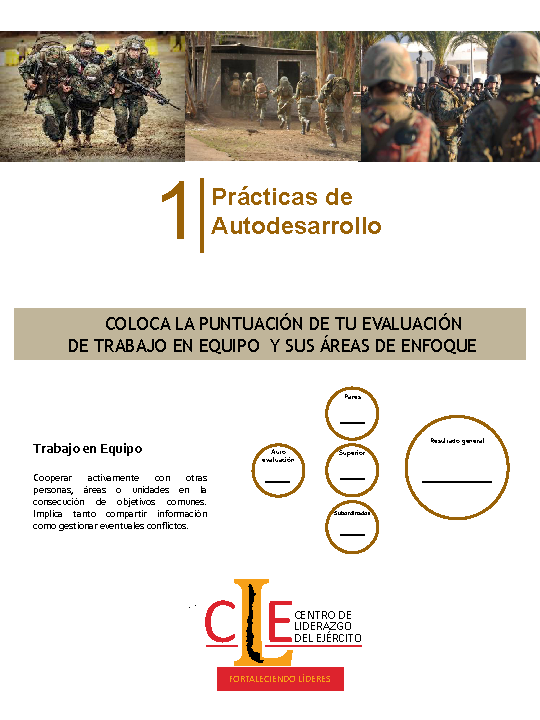 1
Prácticas de
Autodesarrollo
COLOCA LA PUNTUACIÓN DE TU EVALUACIÓN
DE TRABAJO EN EQUIPO Y SUS ÁREAS DE ENFOQUE
Trabajo en Equipo
Cooperar activamente con otras
personas, áreas o unidades en la
consecución de objetivos comunes.
Implica tanto compartir información
como gestionar eventuales conflictos.
Auto
evaluación
Pares
Superior
Subordinados
Resultado general
CLE
CENTRO DE
LIDERAZGO
DEL EJÉRCITO
FORTALECIENDO LÍDERES